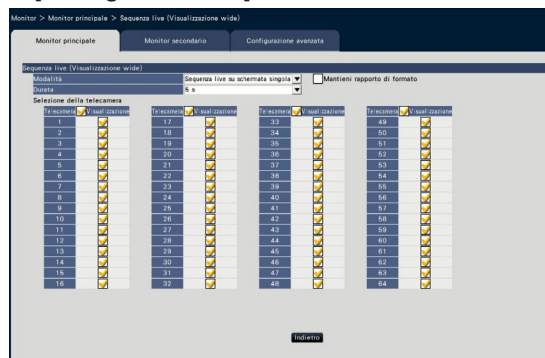 Monitor > Monitor principale > Sequenza live (Visualizzazione wide)
Monitor principale Monitor secondario Configurazione avanzata
Sequenza live (Visualizzazione wide)
Modalità Sequenza live su schermata singola Mantieni rapporto di formato
Durata 5 s
Selezione della telecamera
Telecamera Visualizzazione Telecamera Visualizzazione Telecamera Visualizzazione Telecamera Visualizzazione
1 17 33 49
2 18 34 50
3 19 35 51
4 20 36 52
5 21 37 53
6 22 38 54
7 23 39 55
8 24 40 56
9 25 41 57
10 26 42 58
11 27 43 59
12 28 44 60
13 29 45 61
14 30 46 62
15 31 47 63
16 32 48 64
Indietro